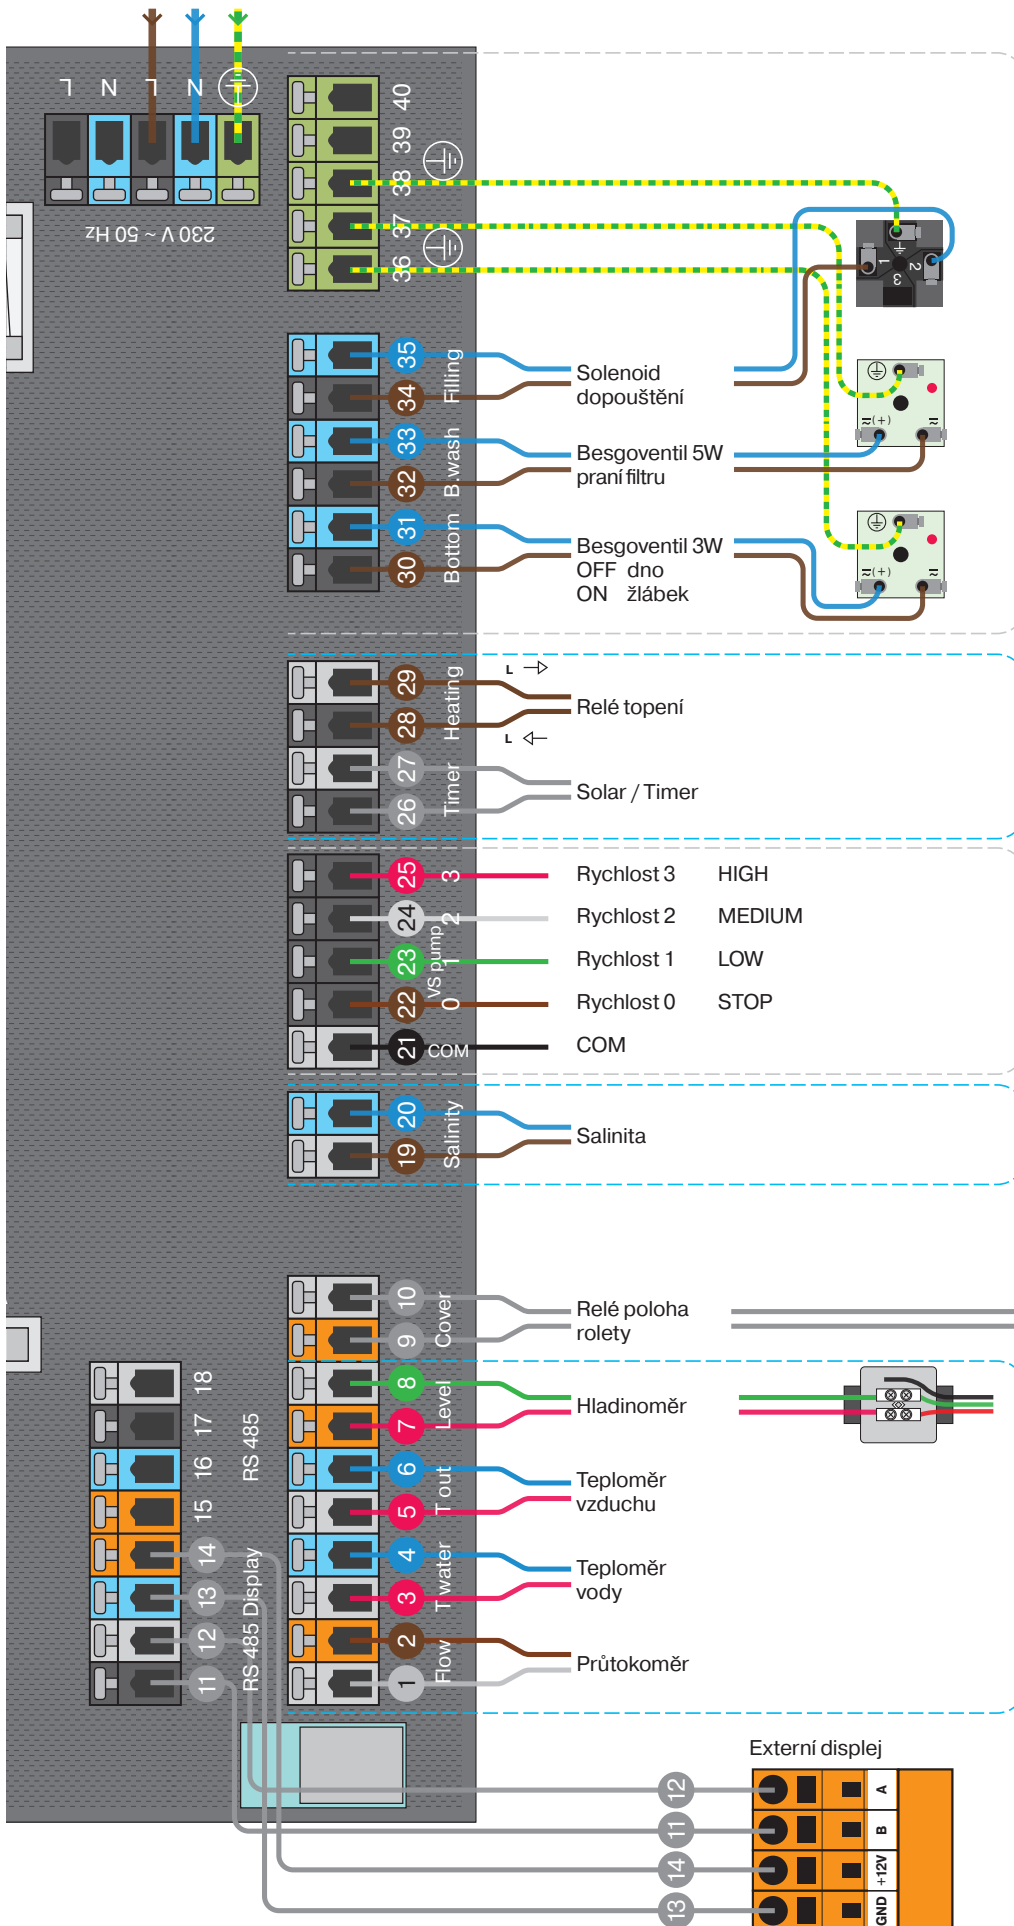 L N L N
230 V ~ 50 Hz
40
39
38
37
36
1 2 3
35
34
Filling
Solenoid
dopouštění
33
32
B.wash
Besgoventil 5W
praní filtru
≂(+) ≂
31
30
Bottom
Besgoventil 3W
OFF dno
ON žlábek
≂(+) ≂
29
28
Heating
L
L
Relé topení
27
26
Timer
Solar / Timer
25 3 Rychlost 3 HIGH
24 2 Rychlost 2 MEDIUM
23 1 Rychlost 1 LOW
22 0 Rychlost 0 STOP
VS pump
21 COM COM
20
19
Salinity
Salinita
10
9
Cover
Relé poloha
rolety
8
7
Level
Hladinoměr
6
5
T out
Teploměr
vzduchu
4
3
T water
Teploměr
vody
2
1
Flow
Průtokoměr
18
17
16
15
RS 485
14
13
12
11
RS 485 Display
Externí displej
12 A
11 B
14 +12V
13 GND